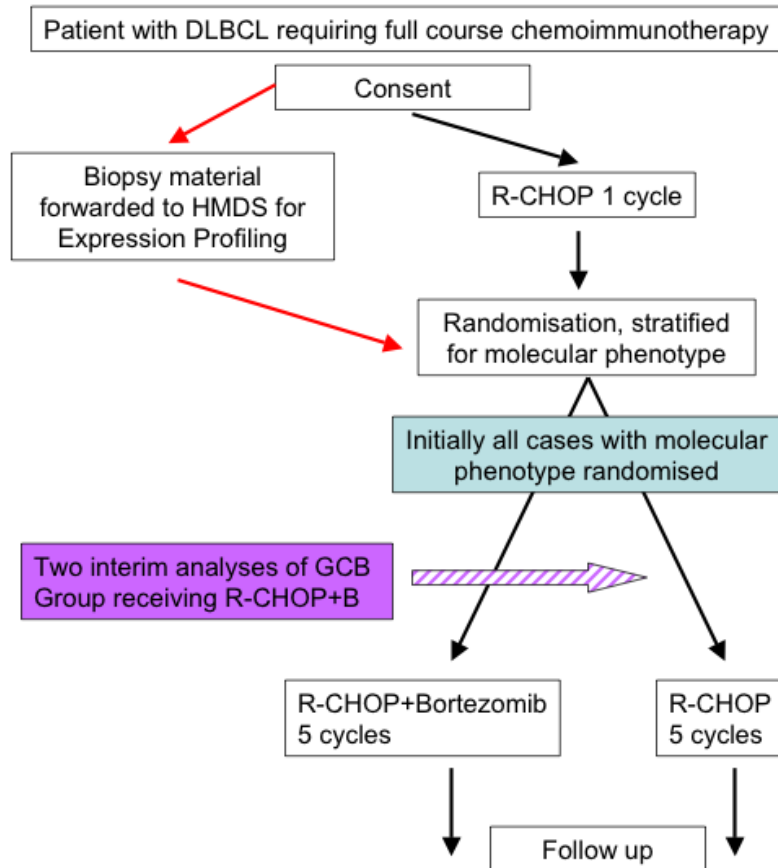 Patient with DLBCL requiring full course chemoimmunotherapy
Consent
Biopsy material
forwarded to HMDS for
Expression Profiling
R-CHOP 1 cycle
Randomisation, stratified
for molecular phenotype
Initially all cases with molecular
phenotype randomised
Two interim analyses of GCB
Group receiving R-CHOP+B
R-CHOP+Bortezomib
5 cycles
R-CHOP
5 cycles
Follow up